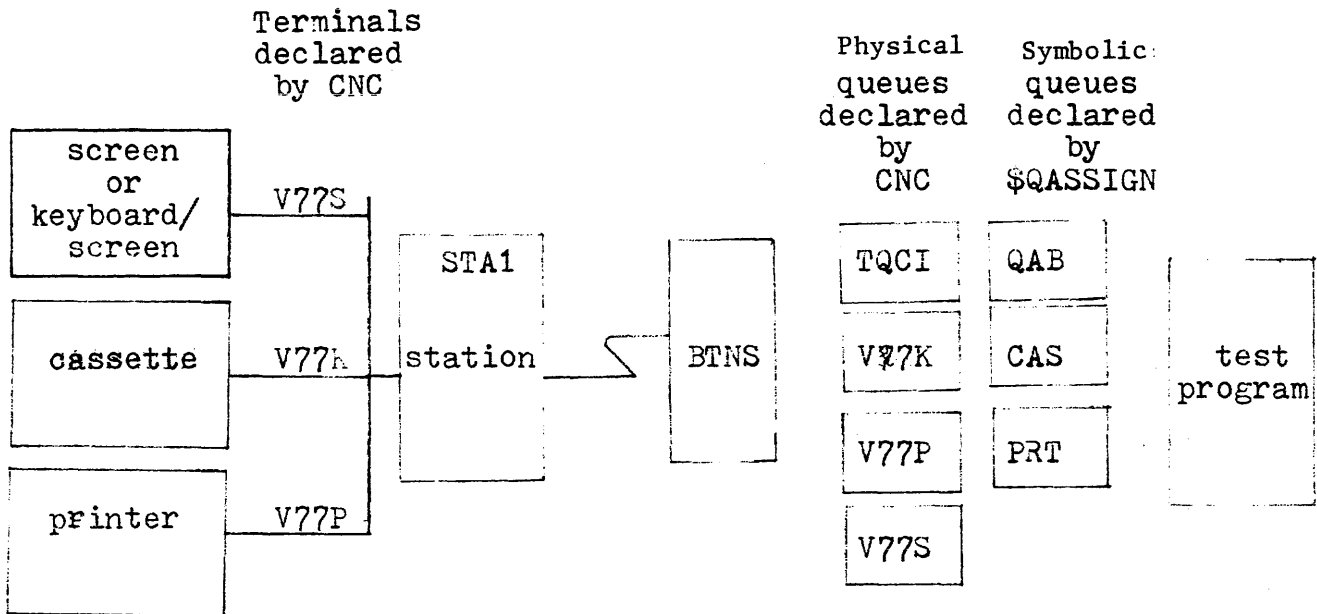 Terminals
declared
by CNC
Physical
queues
declared
by
CNC
Symbolic
queues
declared
by
$QASSIGN
screen
or
keyboard/
screen
V77S
cassette
V77K
printer
V77P
STA1
station
BTNS
TQCI
V77K
V77P
V77S
QAB
CAS
PRT
test
program